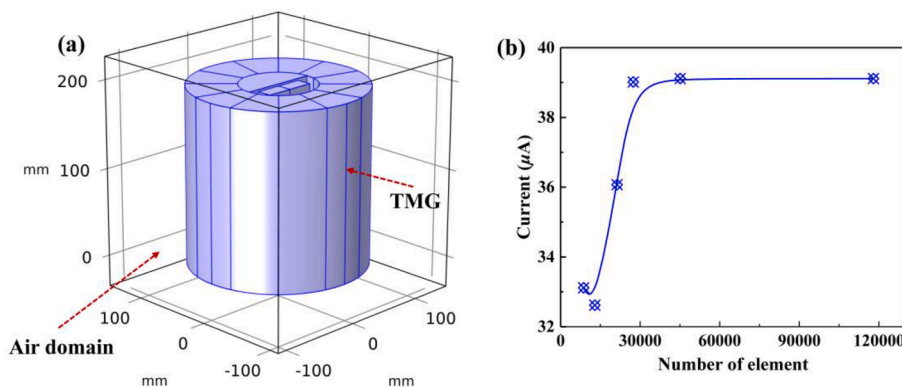 (a)
200
100
mm
0
TMG
Air domain
100
0
-100
mm
-100
0
100
mm
(b)
40
38
36
34
32
Current (μA)
0 30000 60000 90000 120000
Number of element